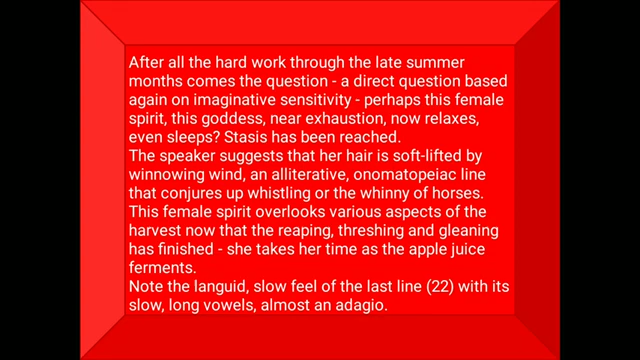 After all the hard work through the late summer
months comes the question - a direct question based
again on imaginative sensitivity - perhaps this female
spirit, this goddess, near exhaustion, now relaxes,
even sleeps? Stasis has been reached.
The speaker suggests that her hair is soft-lifted by
winnowing wind, an alliterative, onomatopeiac line
that conjures up whistling or the whinny of horses.
This female spirit overlooks various aspects of the
harvest now that the reaping, threshing and gleaning
has finished - she takes her time as the apple juice
ferments.
Note the languid, slow feel of the last line (22) with its
slow, long vowels, almost an adagio.